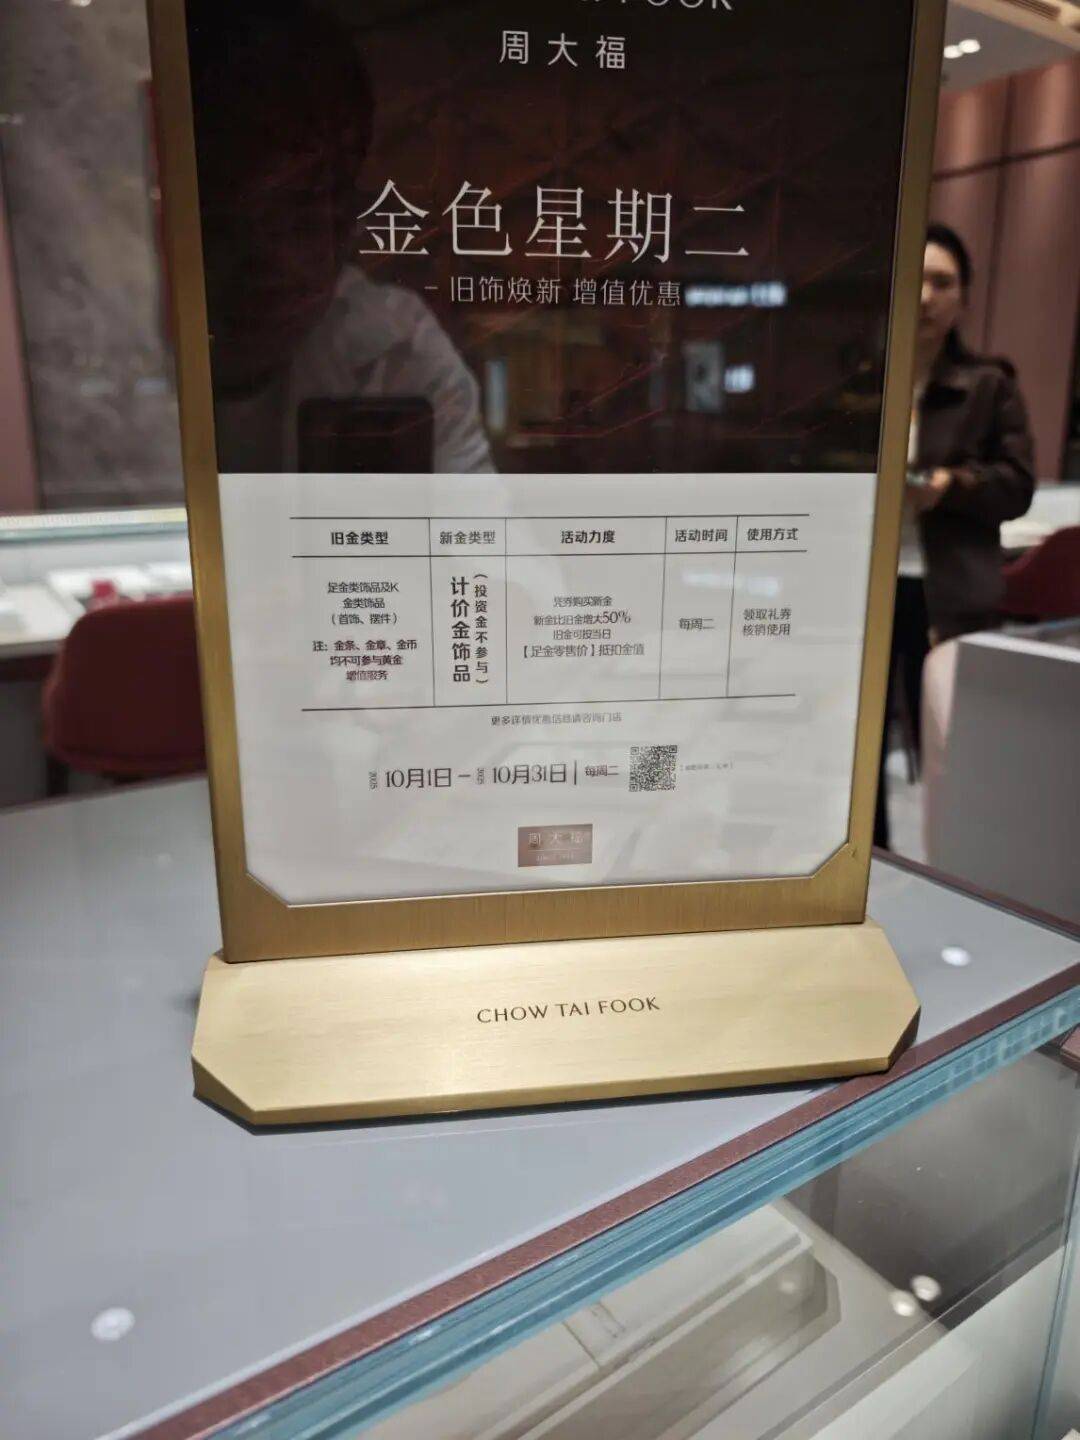 周大福
金色星期二
- 旧饰焕新 增值优惠
旧金类型
新金类型
活动力度
活动时间
使用方式
足金类饰品及K
金类饰品
(首饰、摆件)
注：金条、金章、金币
均不可参与黄金
增值服务
计价金饰品
(投资金不参与)
凭券购买新金
新金比旧金增大50%
旧金可按当日
【足金零售价】抵扣金值
每周二
领取礼券
核销使用
更多详情优惠信息请咨询门店
2025 10月1日 - 2025 10月31日 | 每周二
周大福
CHOW TAI FOOK